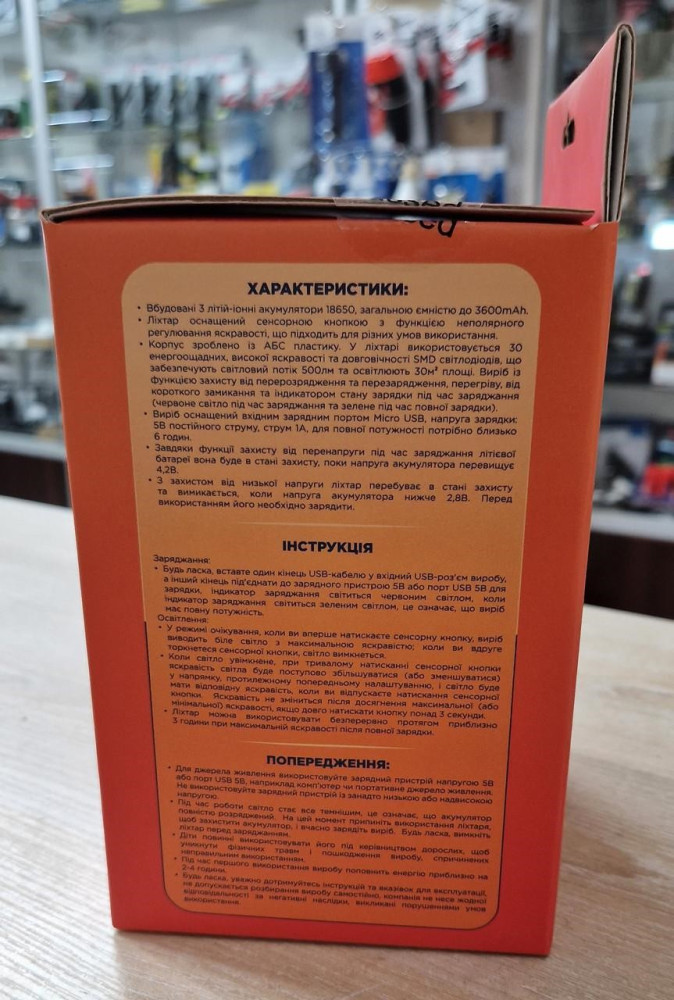 ХАРАКТЕРИСТИКИ:
• Вбудовані 3 літій-іонні акумулятори 18650, загальною ємністю до 3600mAh.
• Ліхтар оснащений сенсорною кнопкою з функцією неполярного
регулювання яскравості, що підходить для різних умов використання.
• Корпус зроблено із АБС пластику. У ліхтарі використовується 30
енергоощадних, високої яскравості та довговічності SMD світлодіодів, що
забезпечують світловий потік 500лм та освітлюють 30м² площі. Виріб із
функцією захисту від перерозрядження та перезарядження, перегріву, від
короткого замикання та індикатором стану зарядки під час заряджання
(червоне світло під час заряджання та зелене під час повної зарядки).
• Виріб оснащений вхідним зарядним портом Micro USB, напруга зарядки:
5В постійного струму, струм 1А, для повної потужності потрібно близько
6 годин.
• Завдяки функції захисту від перенапруги під час заряджання літієвої
батареї вона буде в стані захисту, поки напруга акумулятора перевищує
4,2В.
• З захистом від низької напруги ліхтар перебуває в стані захисту
та вимикається, коли напруга акумулятора нижче 2,8В. Перед
використанням його необхідно зарядити.
ІНСТРУКЦІЯ
Заряджання:
• Будь ласка, вставте один кінець USB-кабелю у вхідний USB-роз'єм виробу,
а інший кінець під'єднати до зарядного пристрою 5В або порт USB 5В для
зарядки, індикатор заряджання світиться червоним світлом, коли
індикатор заряджання світиться зеленим світлом, це означає, що виріб
має повну потужність.
Освітлення:
• У режимі очікування, коли ви вперше натискаєте сенсорну кнопку, виріб
виводить біле світло з максимальною яскравістю; коли ви вдруге
торкнетеся сенсорної кнопки, світло вимкнеться.
• Коли світло увімкнене, при тривалому натисканні сенсорної кнопки
яскравість світла буде поступово збільшуватися (або зменшуватися)
у напрямку, протилежному попередньому налаштуванню, і світло буде
мати відповідну яскравість, коли ви відпускаєте натискання сенсорної
кнопки. Яскравість не зміниться після досягнення максимальної (або
мінімальної) яскравості, якщо довго натискати кнопку понад 3 секунди.
• Ліхтар можна використовувати безперервно протягом приблизно
3 години при максимальній яскравості після повної зарядки.
ПОПЕРЕДЖЕННЯ:
• Для джерела живлення використовуйте зарядний пристрій напругою 5В
або порт USB 5В, наприклад комп'ютер чи портативне джерело живлення.
Не використовуйте зарядний пристрій із занадто низькою або надвисокою
напругою.
• Під час роботи світло стає все темнішим, це означає, що акумулятор
повністю розряджений. На цей момент припиніть використання ліхтаря,
щоб захистити акумулятор, і вчасно зарядіть виріб. Будь ласка, вимкніть
ліхтар перед заряджанням.
• Діти повинні використовувати його під керівництвом дорослих, щоб
уникнути фізичних травм і пошкодження виробу, спричинених
неправильним використанням.
• Під час першого використання виробу поповнить енергію приблизно на
2-4 години.
• Будь ласка, уважно дотримуйтесь інструкцій та вказівок для експлуатації,
не допускається розбирання виробу самостійно, компанія не несе жодної
відповідальності за негативні наслідки, викликані порушеннями умов
використання.